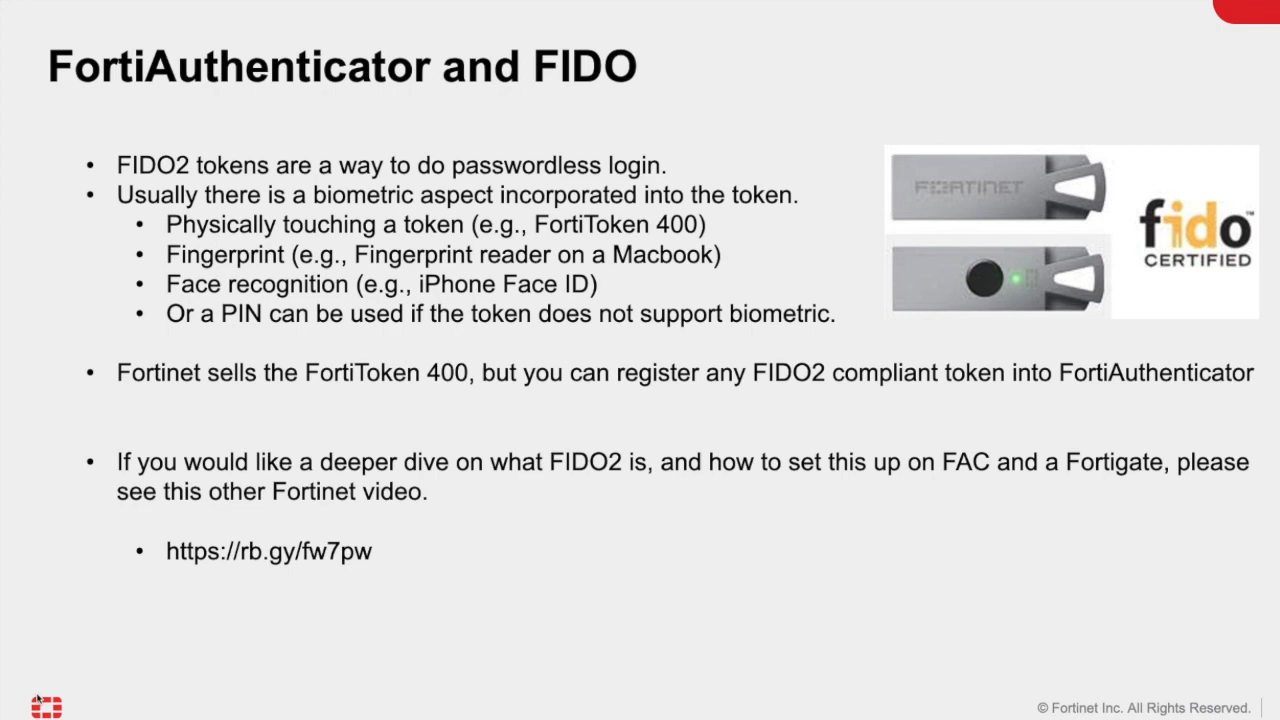 FortiAuthenticator and FIDO
• FIDO2 tokens are a way to do passwordless login.
• Usually there is a biometric aspect incorporated into the token.
• Physically touching a token (e.g., FortiToken 400)
• Fingerprint (e.g., Fingerprint reader on a Macbook)
• Face recognition (e.g., iPhone Face ID)
• Or a PIN can be used if the token does not support biometric.
FORTINET
fido™
CERTIFIED
• Fortinet sells the FortiToken 400, but you can register any FIDO2 compliant token into FortiAuthenticator
• If you would like a deeper dive on what FIDO2 is, and how to set this up on FAC and a Fortigate, please
see this other Fortinet video.
• https://rb.gy/fw7pw
© Fortinet Inc. All Rights Reserved.